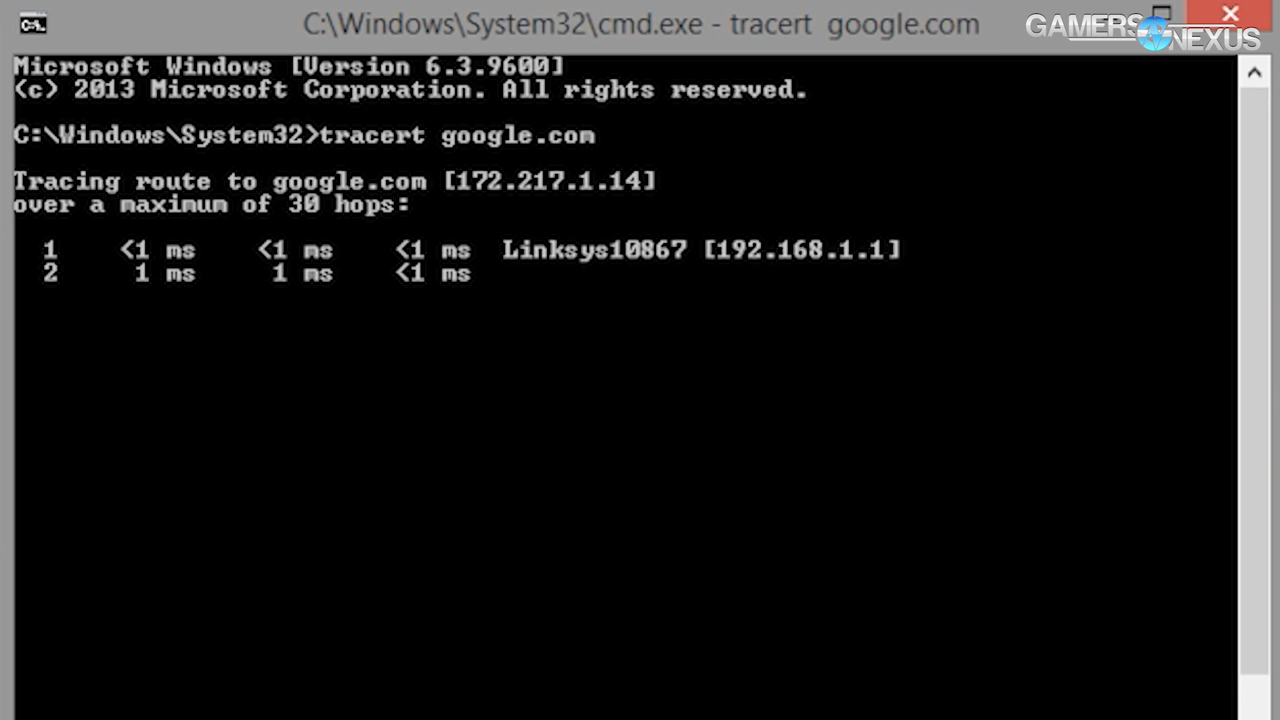 C:\Windows\System32\cmd.exe - tracert  google.com
GAMERS NEXUS
Microsoft Windows [Version 6.3.9600]
(c) 2013 Microsoft Corporation. All rights reserved.
C:\Windows\System32>tracert google.com
Tracing route to google.com [172.217.1.14]
over a maximum of 30 hops:
1 <1 ms <1 ms <1 ms Linksys10867 [192.168.1.1]
2 1 ms 1 ms <1 ms